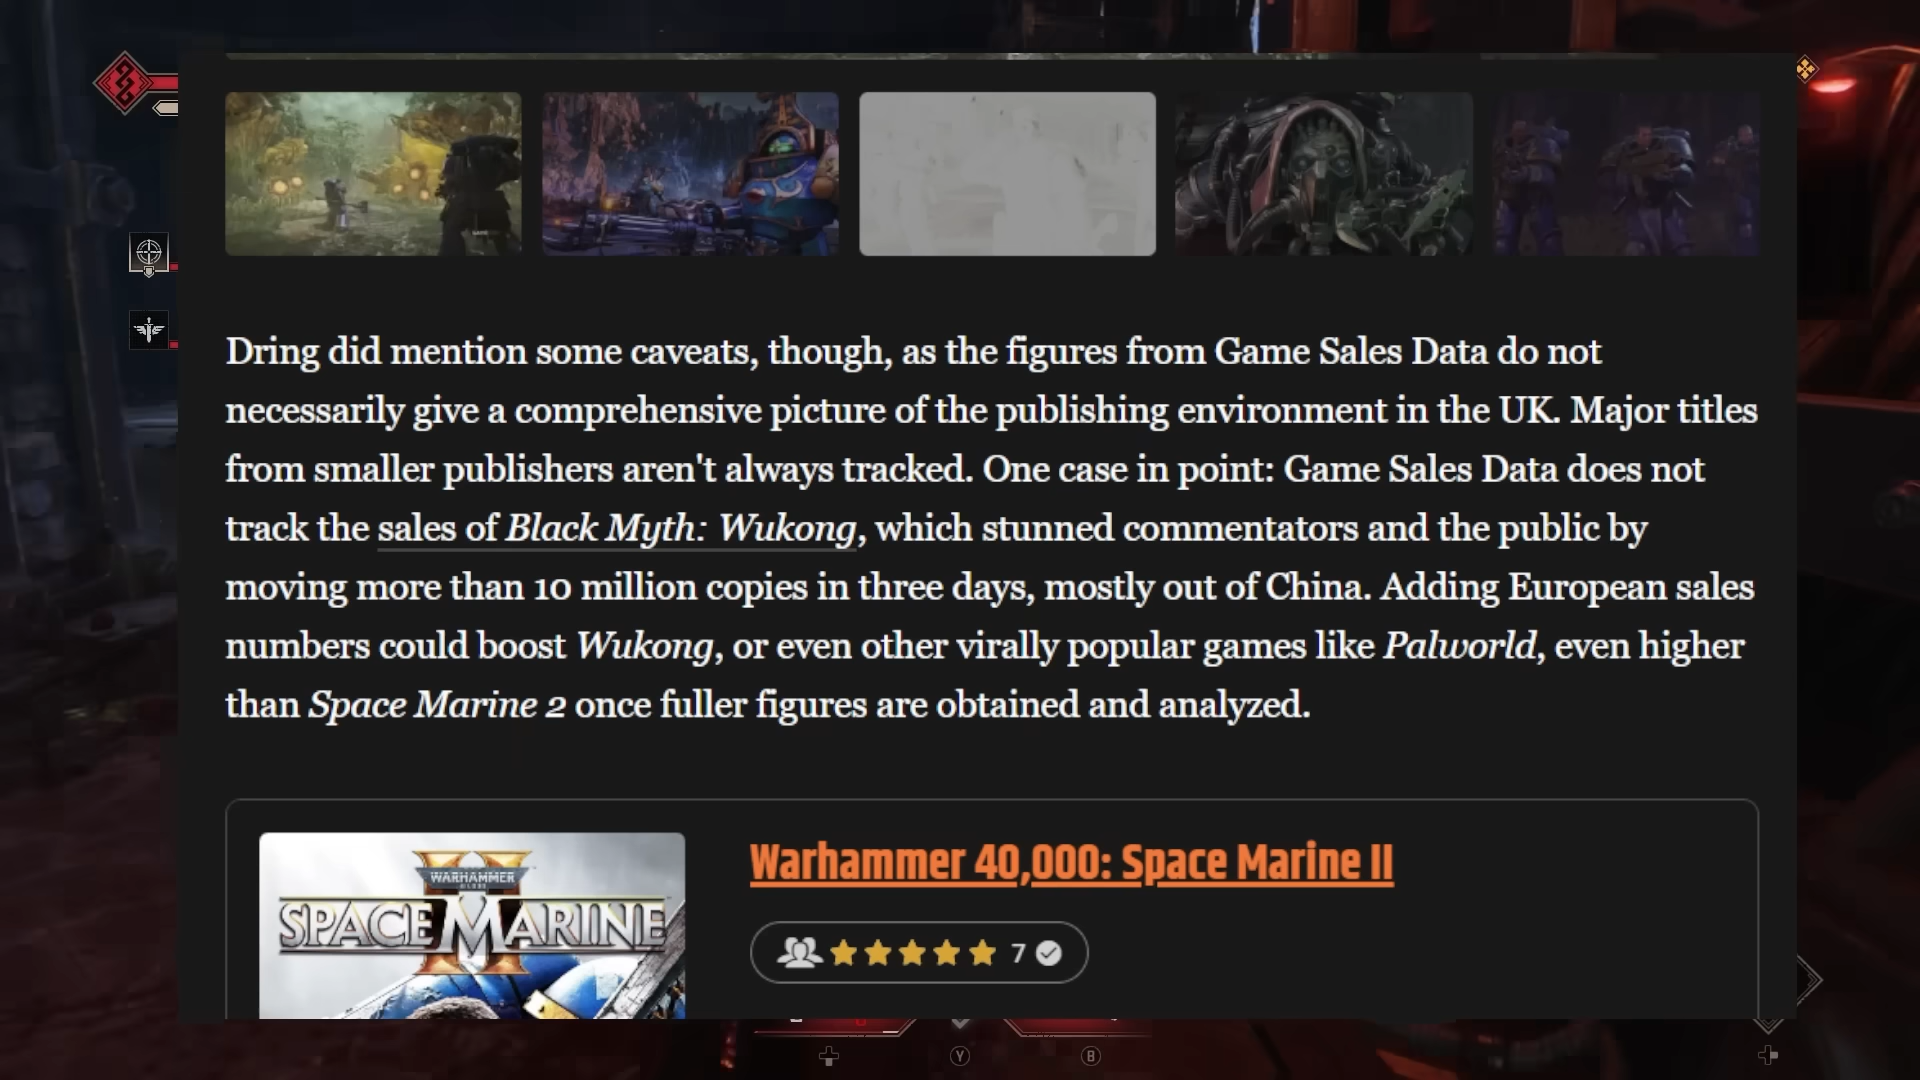 Dring did mention some caveats, though, as the figures from Game Sales Data do not
necessarily give a comprehensive picture of the publishing environment in the UK. Major titles
from smaller publishers aren't always tracked. One case in point: Game Sales Data does not
track the sales of Black Myth: Wukong, which stunned commentators and the public by
moving more than 10 million copies in three days, mostly out of China. Adding European sales
numbers could boost Wukong, or even other virally popular games like Palworld, even higher
than Space Marine 2 once fuller figures are obtained and analyzed.
WARHAMMER
SPACE MARINE
Warhammer 40,000: Space Marine II
7
Y
B